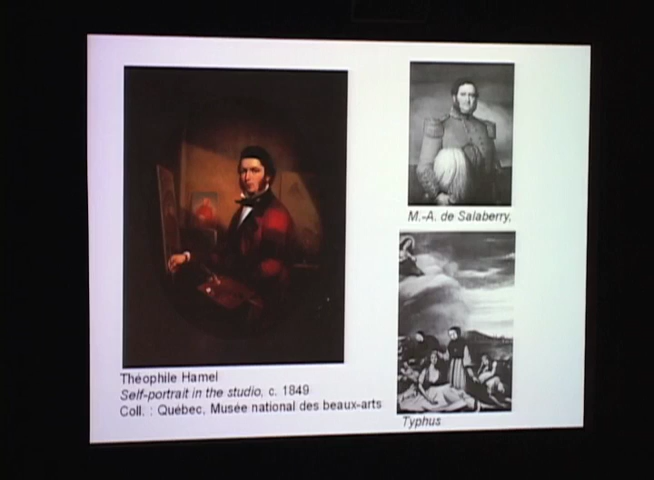 Théophile Hamel
Self-portrait in the studio, c. 1849
Coll. : Québec, Musée national des beaux-arts
M.-A. de Salaberry,
Typhus